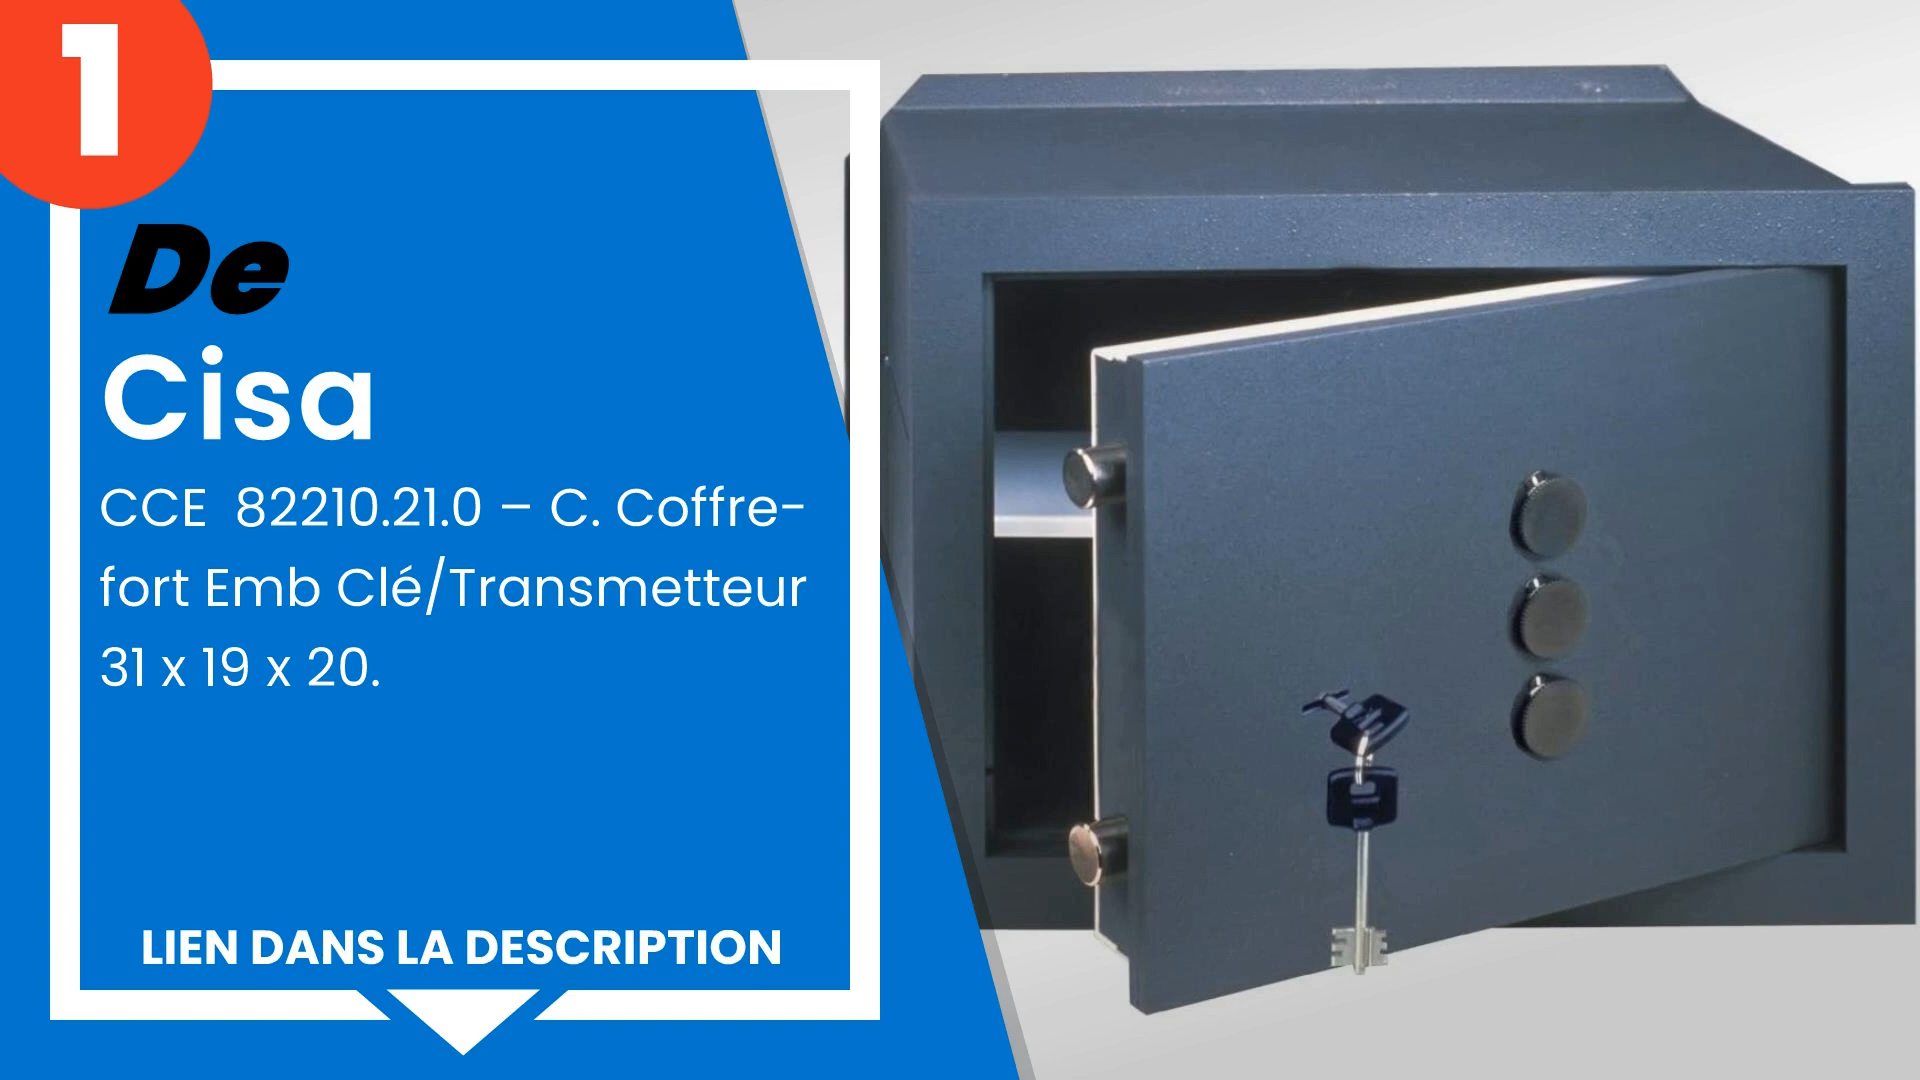 1
De
Cisa
CCE 82210.21.0 – C. Coffre-
fort Emb Clé/Transmetteur
31 x 19 x 20.
LIEN DANS LA DESCRIPTION